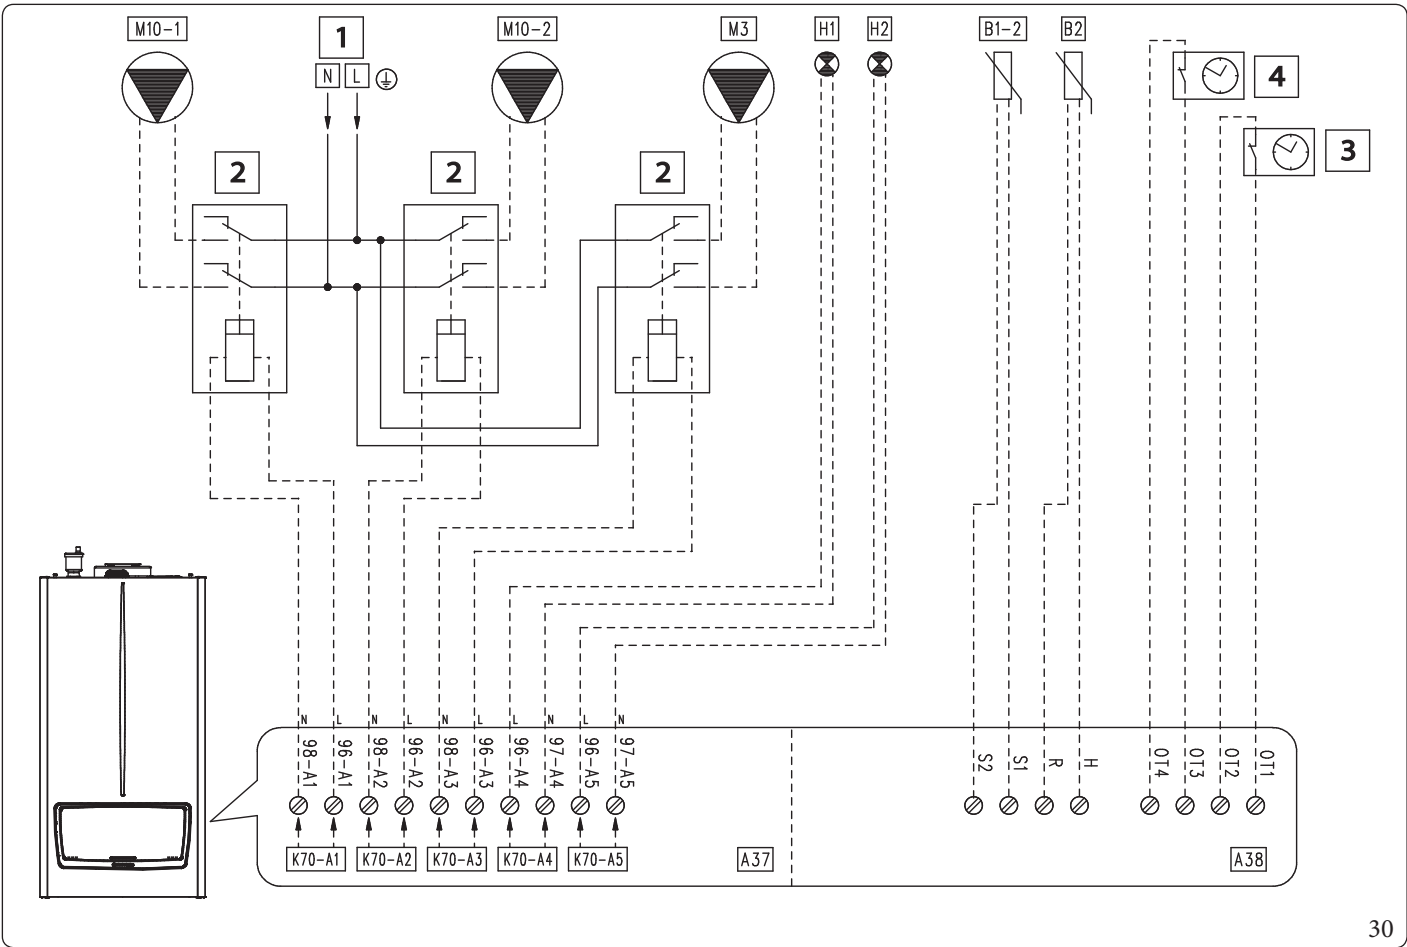 M10-1
1
M10-2
M3
H1
H2
B1-2
B2
N
L
4
3
2
2
2
N
L
N
L
N
L
L
N
L
N
98-A1
96-A1
98-A2
96-A2
98-A3
96-A3
96-A4
97-A4
96-A5
97-A5
S2
S1
R
H
OT4
OT3
OT2
OT1
K70-A1
K70-A2
K70-A3
K70-A4
K70-A5
A37
A38
30